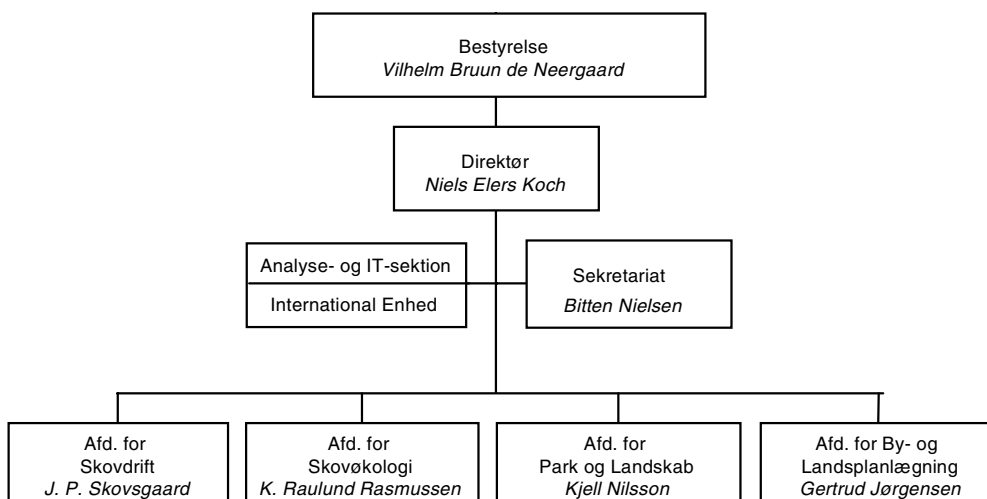 Bestyrelse
Vilhelm Bruun de Neergaard
Direktør
Niels Elers Koch
Analyse- og IT-sektion
International Enhed
Sekretariat
Bitten Nielsen
Afd. for
Skovdrift
J. P. Skovsgaard
Afd. for
Skovøkologi
K. Raulund Rasmussen
Afd. for
Park og Landskab
Kjell Nilsson
Afd. for By- og
Landsplanlægning
Gertrud Jørgensen